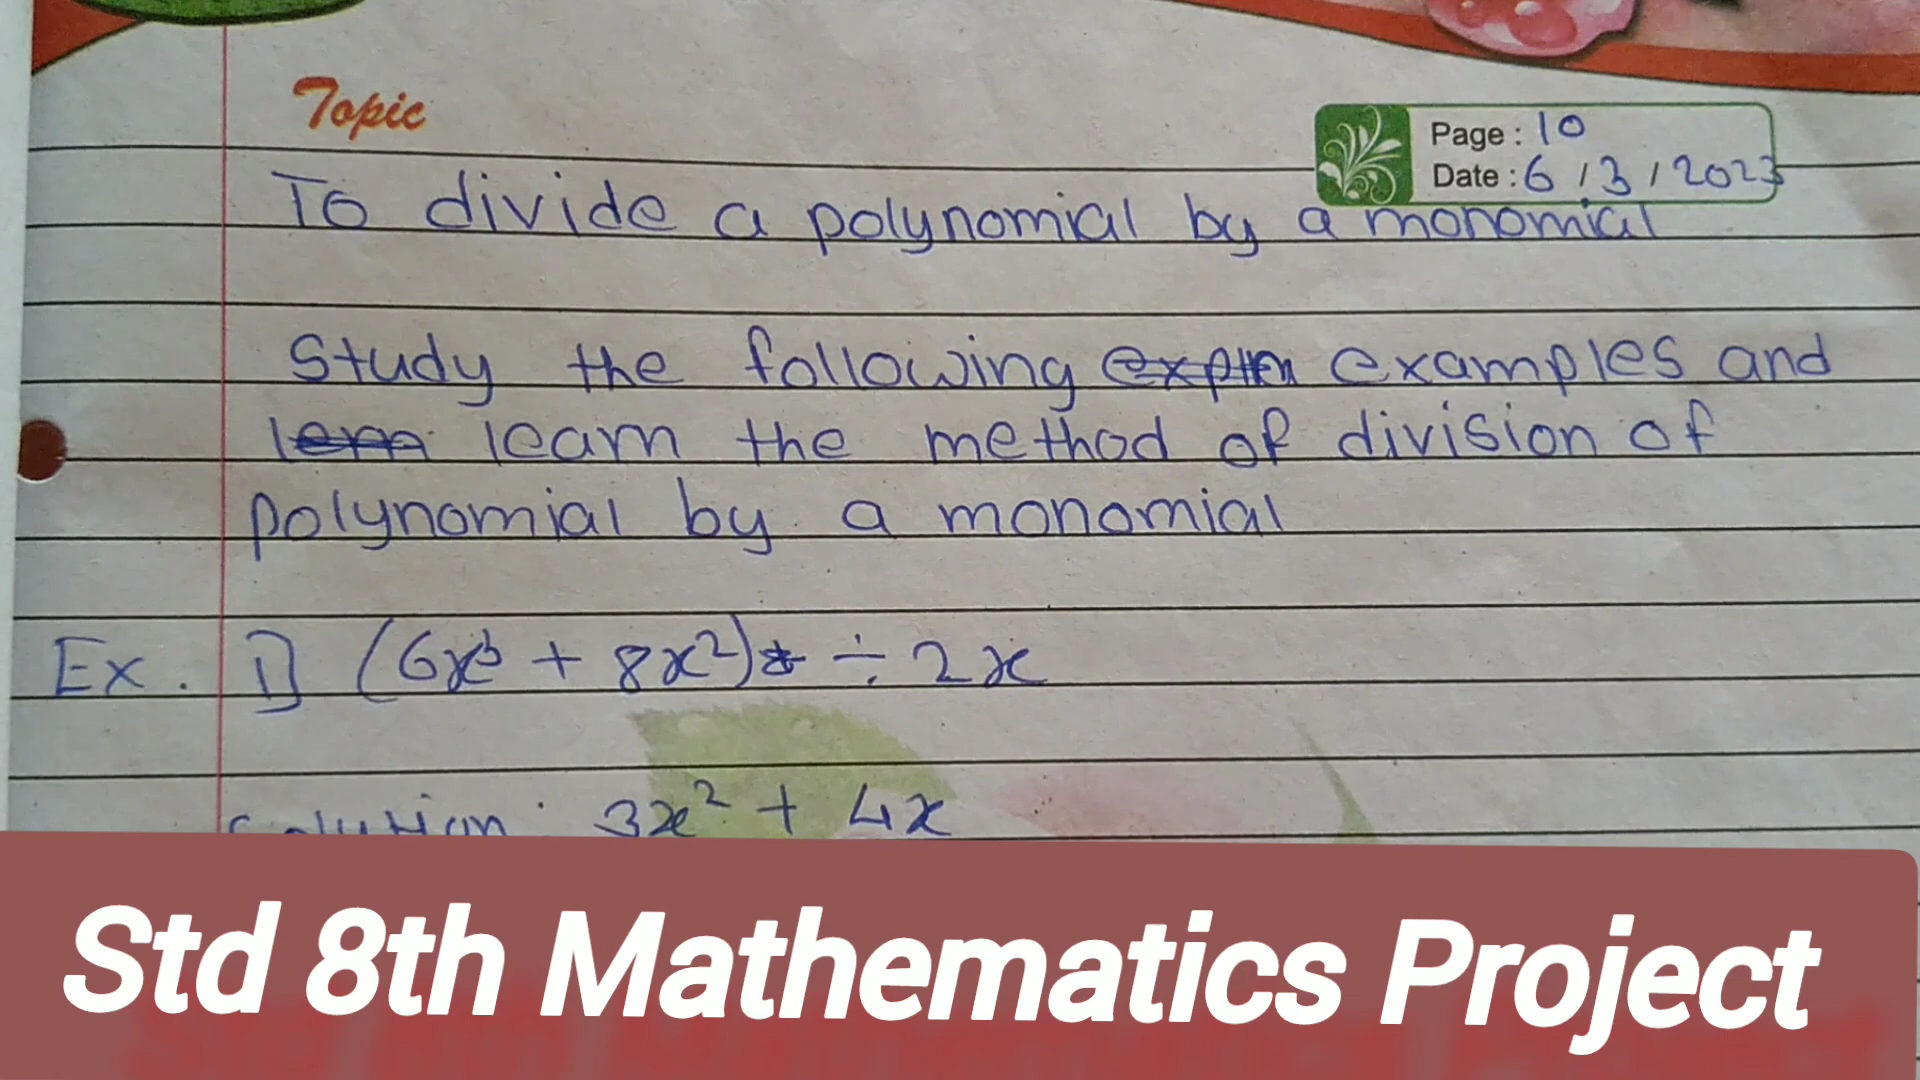 Topic
Page : 10
Date : 6 / 3 / 2023
To divide a polynomial by a monomial
Study the following examples and
learn the method of division of
polynomial by a monomial
Ex. 1] (6x³ + 8x²) ÷ 2x
Solution: 3x² + 4x
Std 8th Mathematics Project